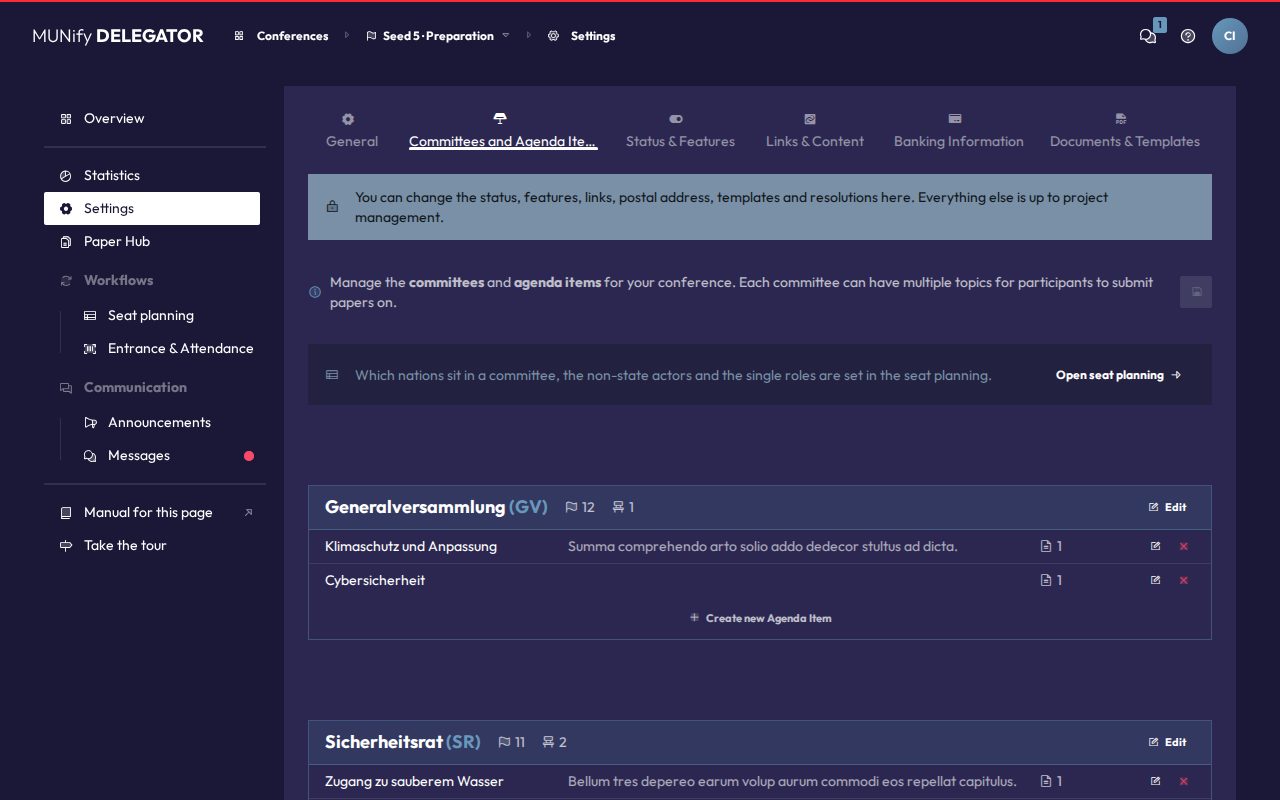 MUNify DELEGATOR
Conferences
Seed 5 · Preparation
Settings
1
CI
Overview
Statistics
Settings
Paper Hub
Workflows
Seat planning
Entrance & Attendance
Communication
Announcements
Messages
Manual for this page
Take the tour
General
Committees and Agenda Ite...
Status & Features
Links & Content
Banking Information
Documents & Templates
You can change the status, features, links, postal address, templates and resolutions here. Everything else is up to project
management.
Manage the committees and agenda items for your conference. Each committee can have multiple topics for participants to submit
papers on.
Which nations sit in a committee, the non-state actors and the single roles are set in the seat planning.
Open seat planning
Generalversammlung (GV) 12 1
Edit
Klimaschutz und Anpassung
Summa comprehendo arto solio addo dedecor stultus ad dicta.
1
Cybersicherheit
1
Create new Agenda Item
Sicherheitsrat (SR) 11 2
Edit
Zugang zu sauberem Wasser
Bellum tres depereo earum volup aurum commodi eos repellat capitulus.
1